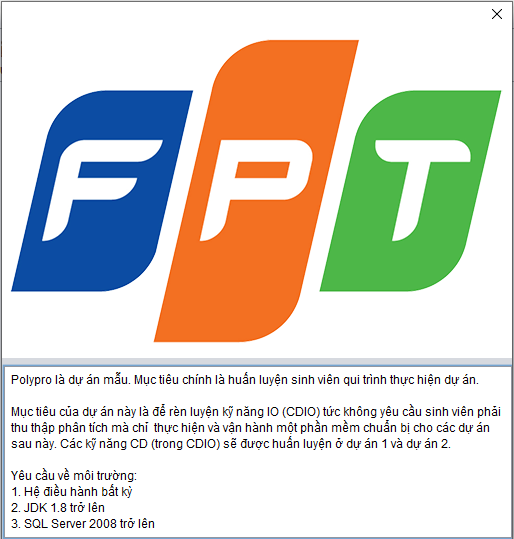 FPT
Polypro là dự án mẫu. Mục tiêu chính là huấn luyện sinh viên qui trình thực hiện dự án.
Mục tiêu của dự án này là để rèn luyện kỹ năng IO (CDIO) tức không yêu cầu sinh viên phải
thu thập phân tích mà chỉ thực hiện và vận hành một phần mềm chuẩn bị cho các dự án
sau này. Các kỹ năng CD (trong CDIO) sẽ được huấn luyện ở dự án 1 và dự án 2.
Yêu cầu về môi trường:
1. Hệ điều hành bất kỳ
2. JDK 1.8 trở lên
3. SQL Server 2008 trở lên